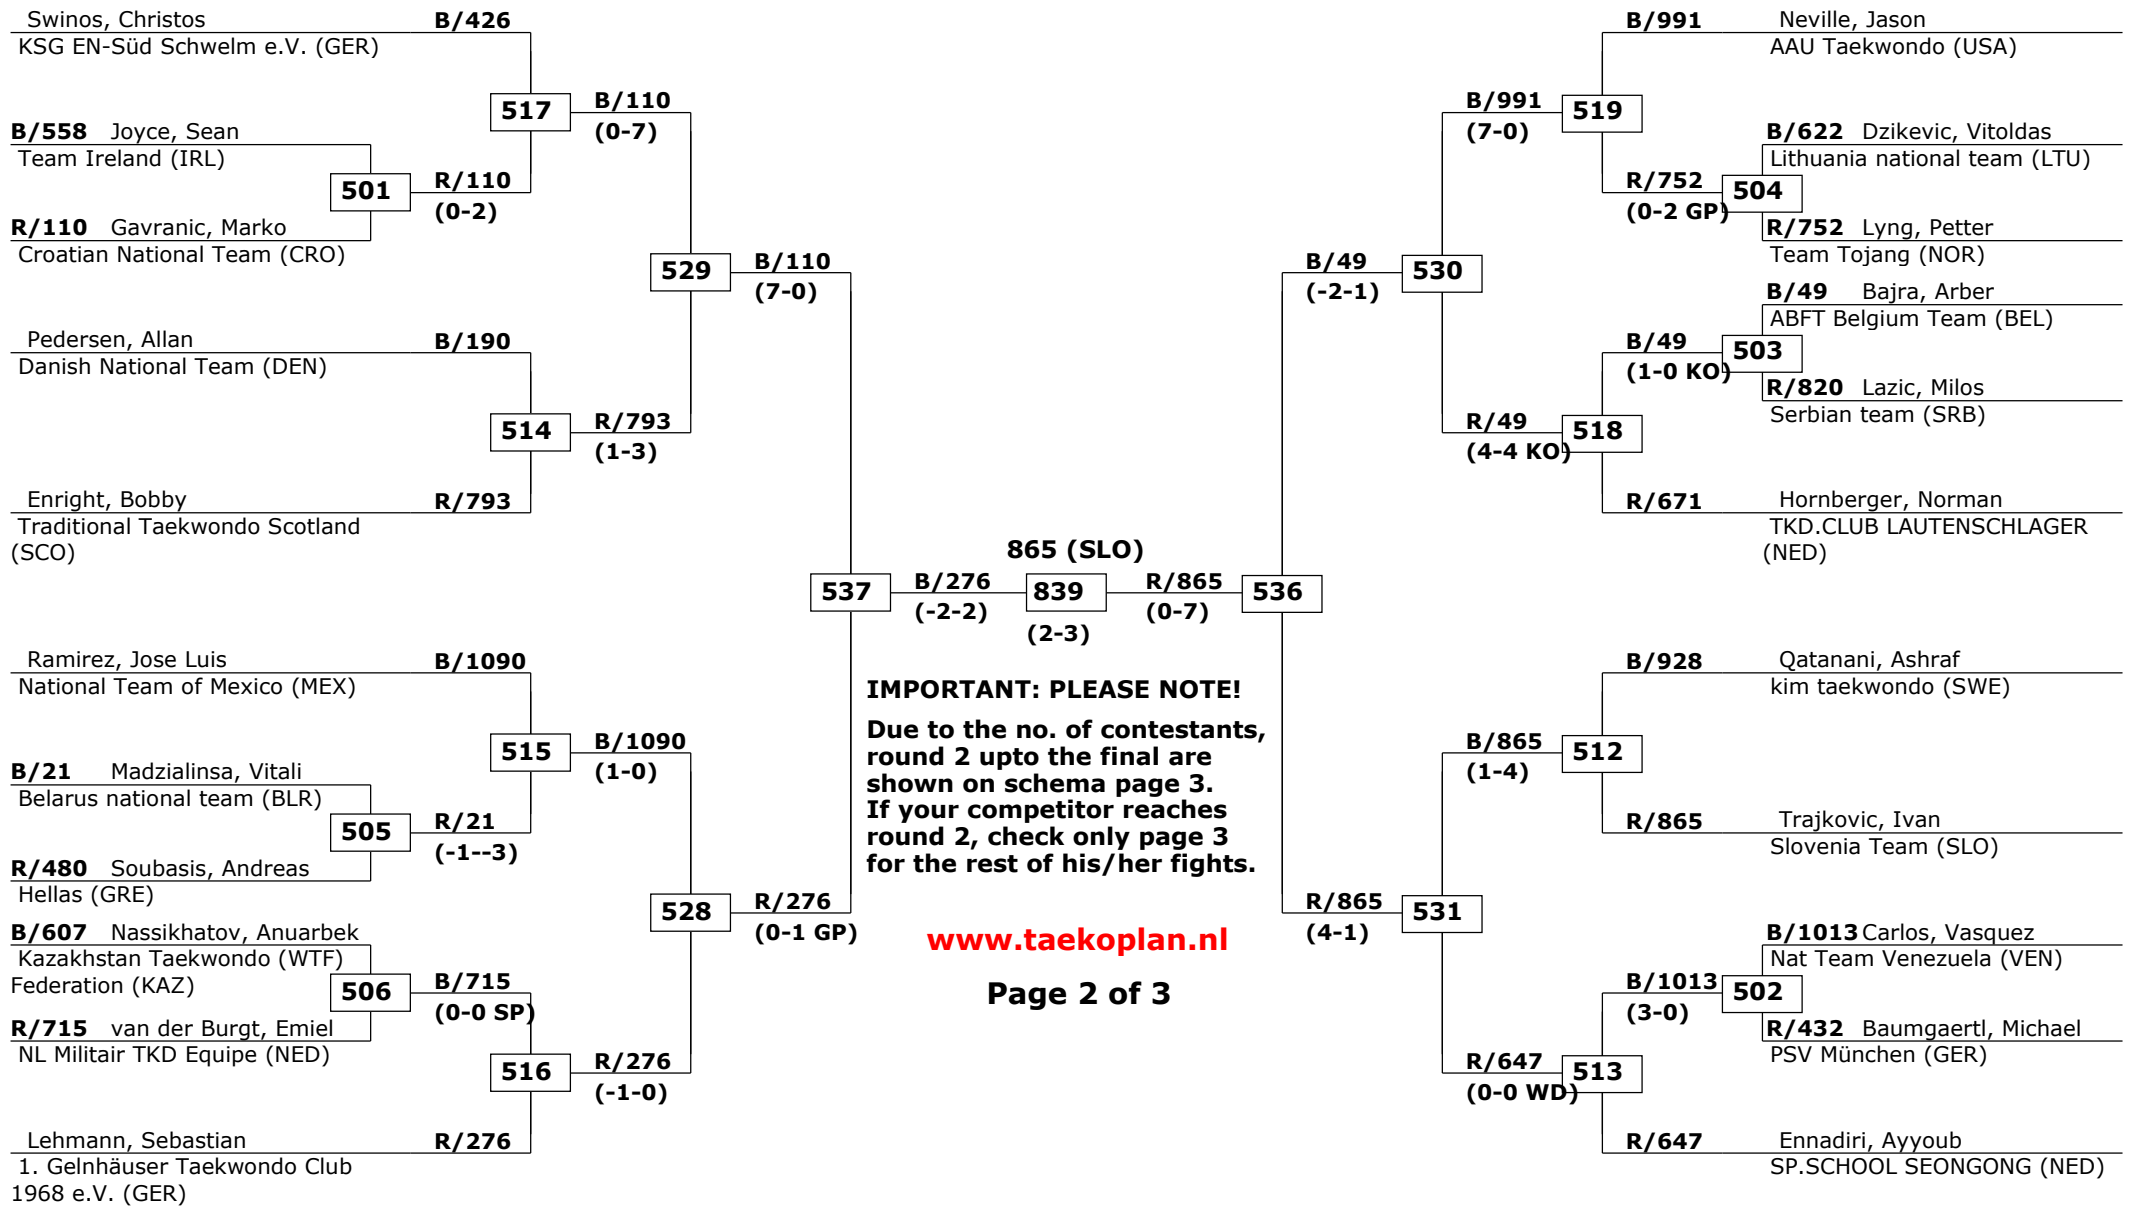 Swinos, Christos B/426
KSG EN-Süd Schwelm e.V. (GER)
517 B/110
(0-7)
B/558 Joyce, Sean
Team Ireland (IRL)
501 R/110
(0-2)
R/110 Gavranic, Marko
Croatian National Team (CRO)
529 B/110
(7-0)
Pedersen, Allan B/190
Danish National Team (DEN)
514 R/793
(1-3)
Enright, Bobby R/793
Traditional Taekwondo Scotland
(SCO)
537 B/276
(-2-2)
Ramirez, Jose Luis B/1090
National Team of Mexico (MEX)
515 B/1090
(1-0)
B/21 Madzialinsa, Vitali
Belarus national team (BLR)
505 R/21
(-1--3)
R/480 Soubasis, Andreas
Hellas (GRE)
528 R/276
(0-1 GP)
B/607 Nassikhatov, Anuarbek
Kazakhstan Taekwondo (WTF)
Federation (KAZ)
506 B/715
(0-0 SP)
R/715 van der Burgt, Emiel
NL Militair TKD Equipe (NED)
516 R/276
(-1-0)
Lehmann, Sebastian R/276
1. Gelnhäuser Taekwondo Club
1968 e.V. (GER)
865 (SLO)
839
(2-3)
IMPORTANT: PLEASE NOTE!
Due to the no. of contestants,
round 2 upto the final are
shown on schema page 3.
If your competitor reaches
round 2, check only page 3
for the rest of his/her fights.
www.taekoplan.nl
Page 2 of 3
B/991 Neville, Jason
AAU Taekwondo (USA)
B/991 519
(7-0)
B/622 Dzikevic, Vitoldas
Lithuania national team (LTU)
R/752 504
(0-2 GP)
R/752 Lyng, Petter
Team Tojang (NOR)
B/49 530
(-2-1)
B/49 Bajra, Arber
ABFT Belgium Team (BEL)
B/49 503
(1-0 KO)
R/820 Lazic, Milos
Serbian team (SRB)
R/49 518
(4-4 KO)
R/671 Hornberger, Norman
TKD.CLUB LAUTENSCHLAGER
(NED)
R/865 536
(0-7)
B/928 Qatanani, Ashraf
kim taekwondo (SWE)
B/865 512
(1-4)
R/865 Trajkovic, Ivan
Slovenia Team (SLO)
R/865 531
(4-1)
B/1013 Carlos, Vasquez
Nat Team Venezuela (VEN)
B/1013 502
(3-0)
R/432 Baumgaertl, Michael
PSV München (GER)
R/647 513
(0-0 WD)
R/647 Ennadiri, Ayyoub
SP.SCHOOL SEONGONG (NED)